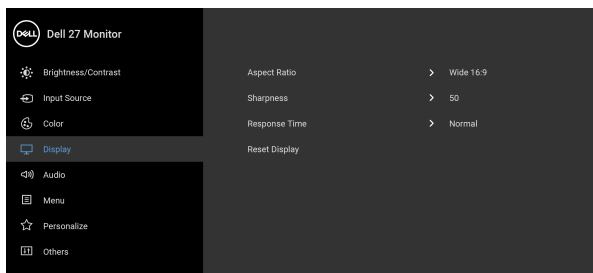 DELL Dell 27 Monitor
Brightness/Contrast
Input Source
Color
Display
Audio
Menu
Personalize
Others
Aspect Ratio > Wide 16:9
Sharpness > 50
Response Time > Normal
Reset Display